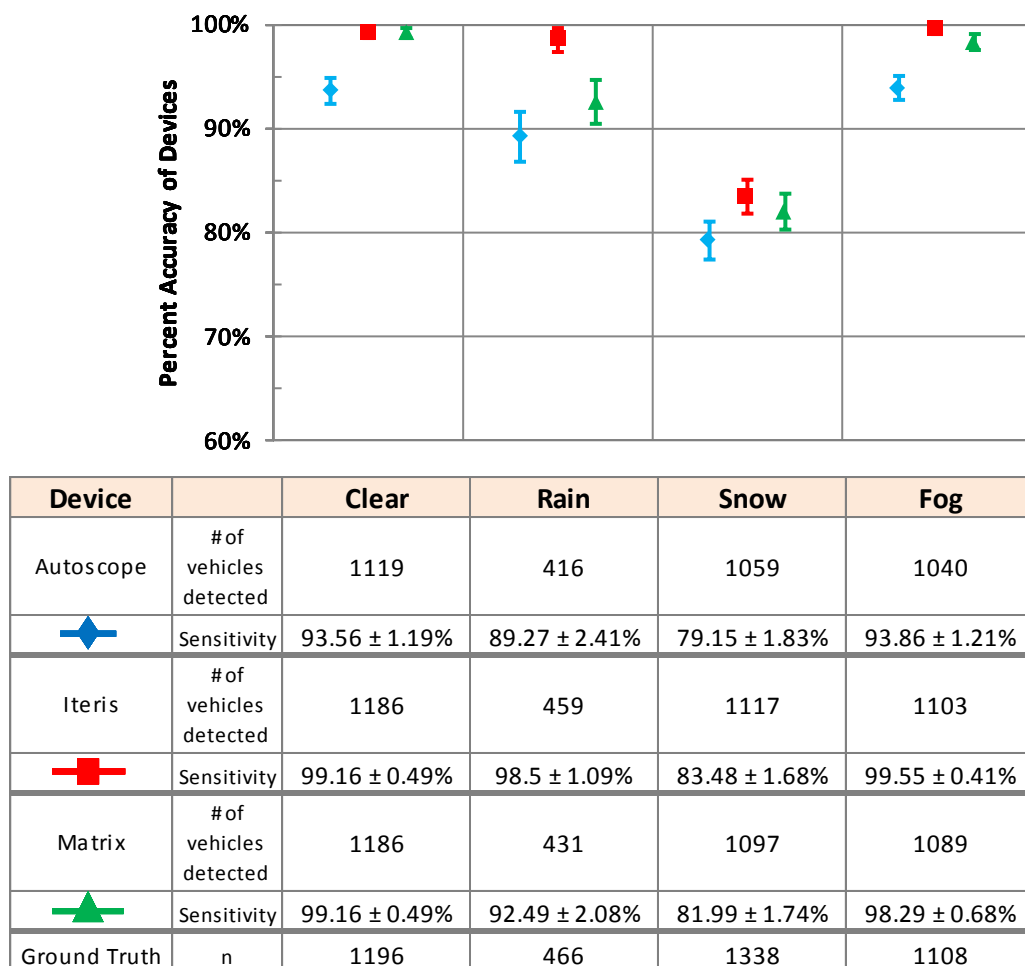 100%
90%
80%
70%
60%
Percent Accuracy of Devices
Device Clear Rain Snow Fog
Autoscope # of vehicles detected 1119 416 1059 1040
Sensitivity 93.56 ± 1.19% 89.27 ± 2.41% 79.15 ± 1.83% 93.86 ± 1.21%
Iteris # of vehicles detected 1186 459 1117 1103
Sensitivity 99.16 ± 0.49% 98.5 ± 1.09% 83.48 ± 1.68% 99.55 ± 0.41%
Matrix # of vehicles detected 1186 431 1097 1089
Sensitivity 99.16 ± 0.49% 92.49 ± 2.08% 81.99 ± 1.74% 98.29 ± 0.68%
Ground Truth n 1196 466 1338 1108